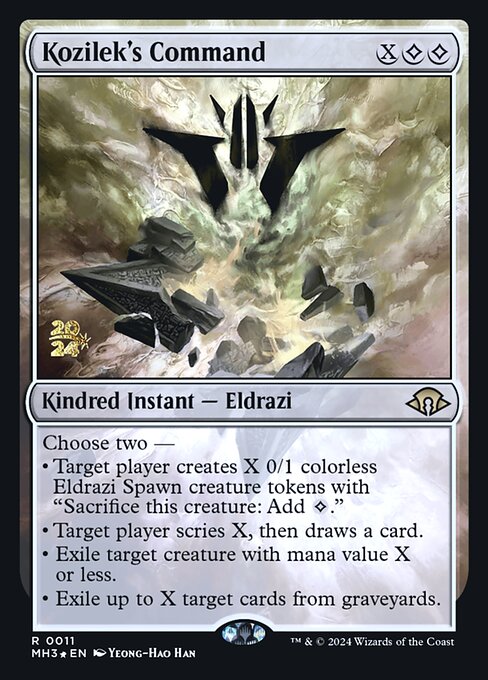 Kozilek's Command X
2024
Kindred Instant — Eldrazi
Choose two —
• Target player creates X 0/1 colorless
Eldrazi Spawn creature tokens with
“Sacrifice this creature: Add .”
• Target player scries X, then draws a card.
• Exile target creature with mana value X
or less.
• Exile up to X target cards from graveyards.
R 0011
MH3★EN Yeong-Hao Han
™ & © 2024 Wizards of the Coast